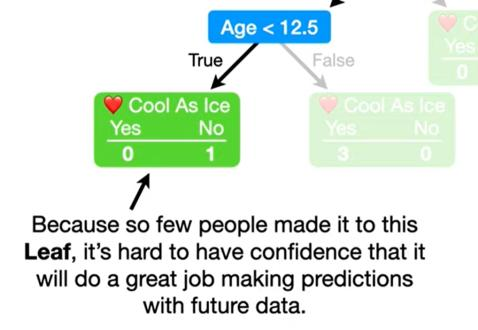 Age < 12.5
True
False
❤️ Cool As Ice
Yes No
0 1
❤️ Cool As Ice
Yes No
3 0
C
Yes
0
Because so few people made it to this
Leaf, it's hard to have confidence that it
will do a great job making predictions
with future data.